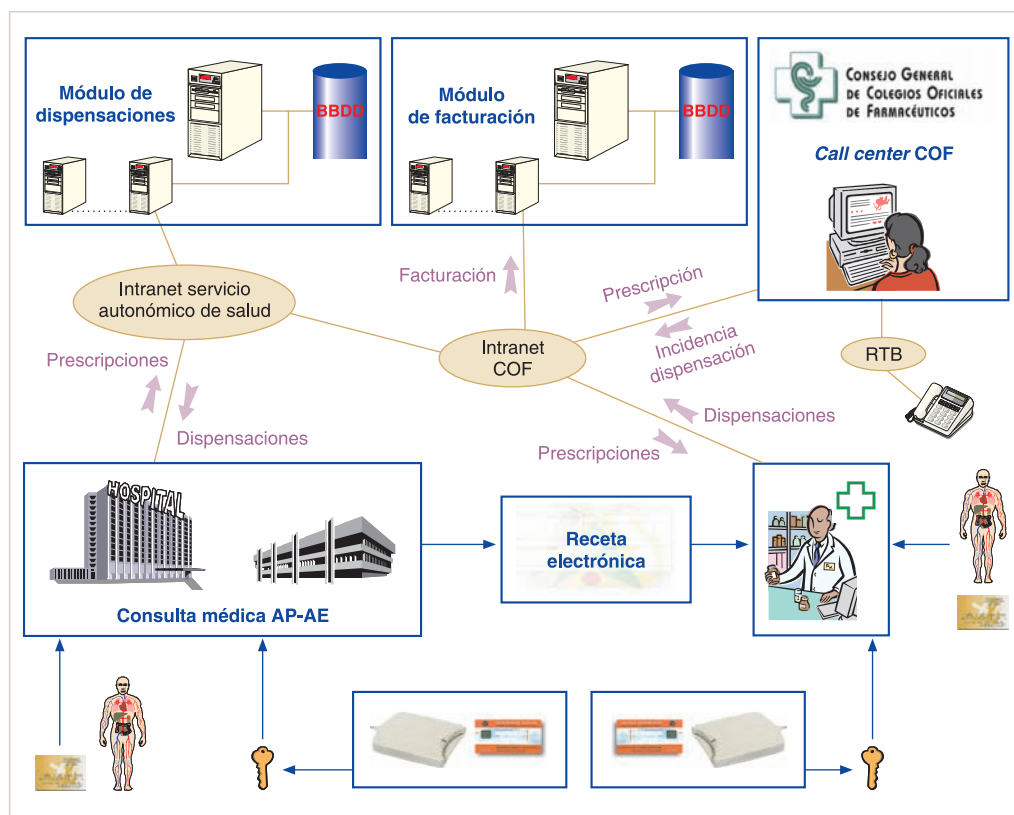 Módulo de
dispensaciones
BBDD
Módulo
de facturación
BBDD
CONSEJO GENERAL
DE COLEGIOS OFICIALES
DE FARMACÉUTICOS
Call center COF
Facturación
Prescripción
Intranet servicio
autonómico de salud
Incidencia
dispensación
Intranet
COF
RTB
Prescripciones
Dispensaciones
Dispensaciones
Prescripciones
HOSPITAL
Receta
electrónica
Consulta médica AP-AE